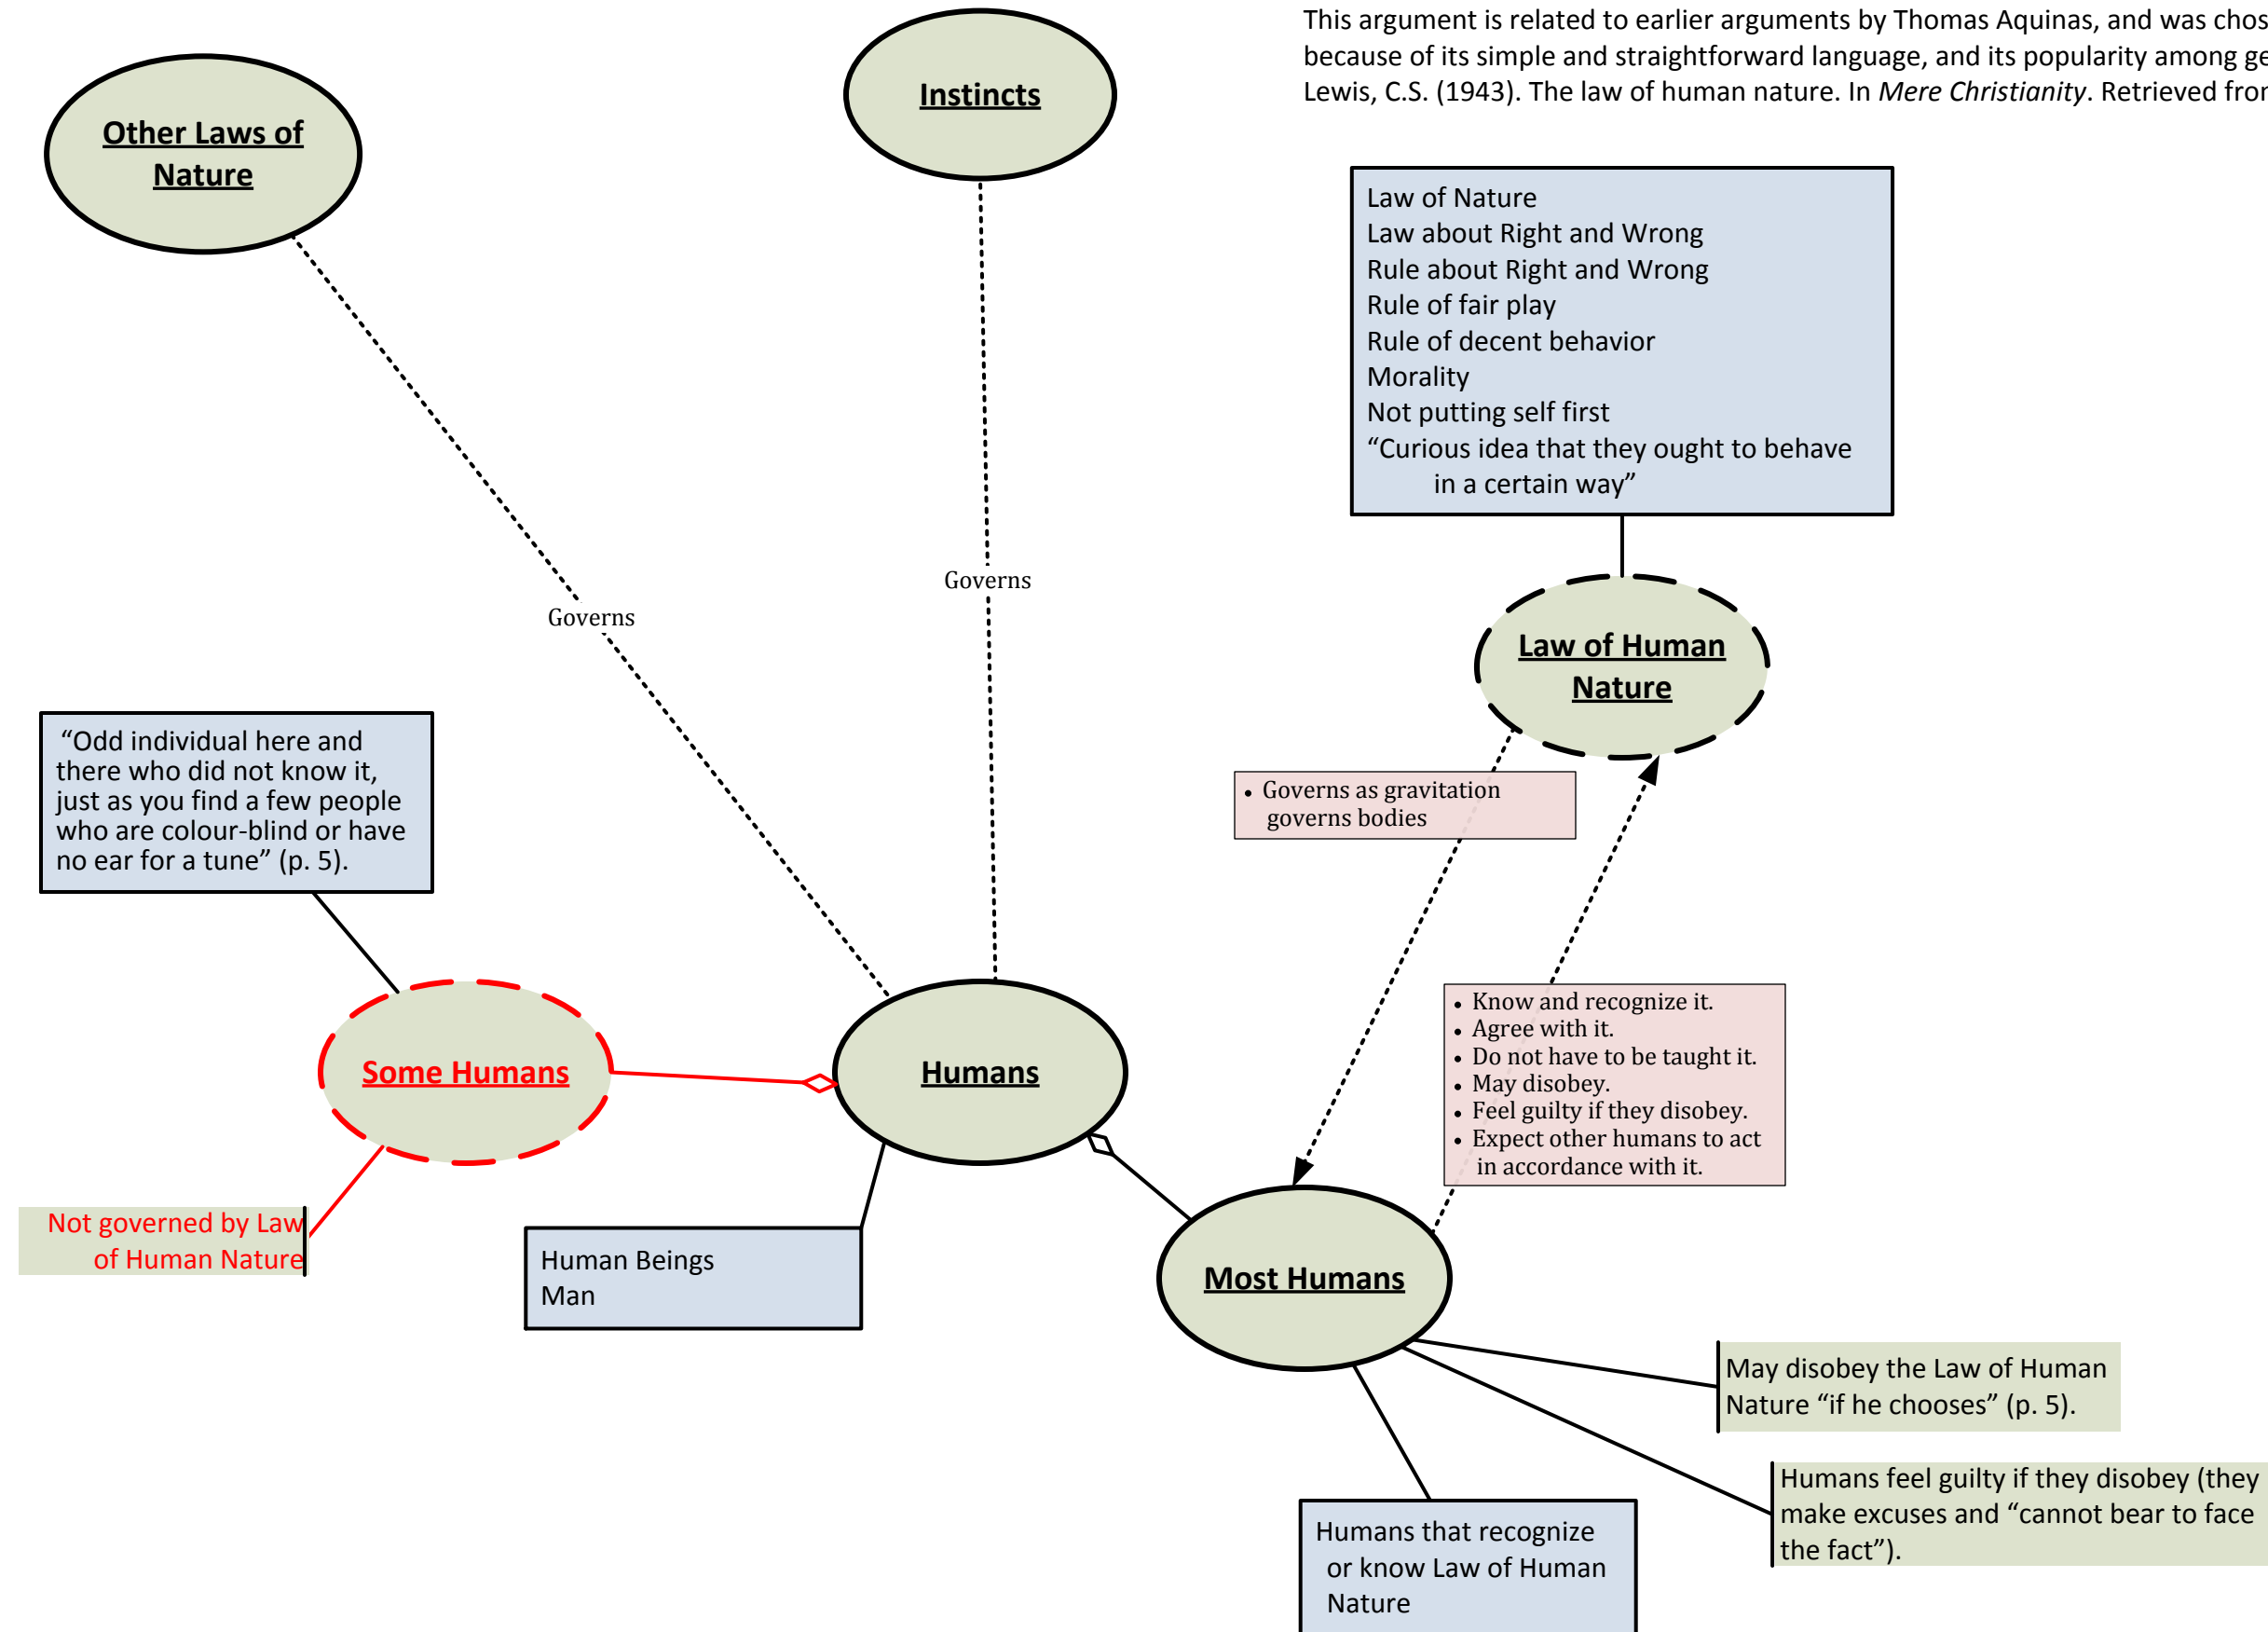 This argument is related to earlier arguments by Thomas Aquinas, and was chos
because of its simple and straightforward language, and its popularity among ge
Lewis, C.S. (1943). The law of human nature. In Mere Christianity. Retrieved from
Other Laws of
Nature
Instincts
Law of Nature
Law about Right and Wrong
Rule about Right and Wrong
Rule of fair play
Rule of decent behavior
Morality
Not putting self first
“Curious idea that they ought to behave
in a certain way”
Governs
Governs
Law of Human
Nature
“Odd individual here and
there who did not know it,
just as you find a few people
who are colour-blind or have
no ear for a tune” (p. 5).
• Governs as gravitation
governs bodies
• Know and recognize it.
• Agree with it.
• Do not have to be taught it.
• May disobey.
• Feel guilty if they disobey.
• Expect other humans to act
in accordance with it.
Some Humans
Humans
Not governed by Law
of Human Nature
Human Beings
Man
Most Humans
May disobey the Law of Human
Nature “if he chooses” (p. 5).
Humans feel guilty if they disobey (they
make excuses and “cannot bear to face
the fact”).
Humans that recognize
or know Law of Human
Nature